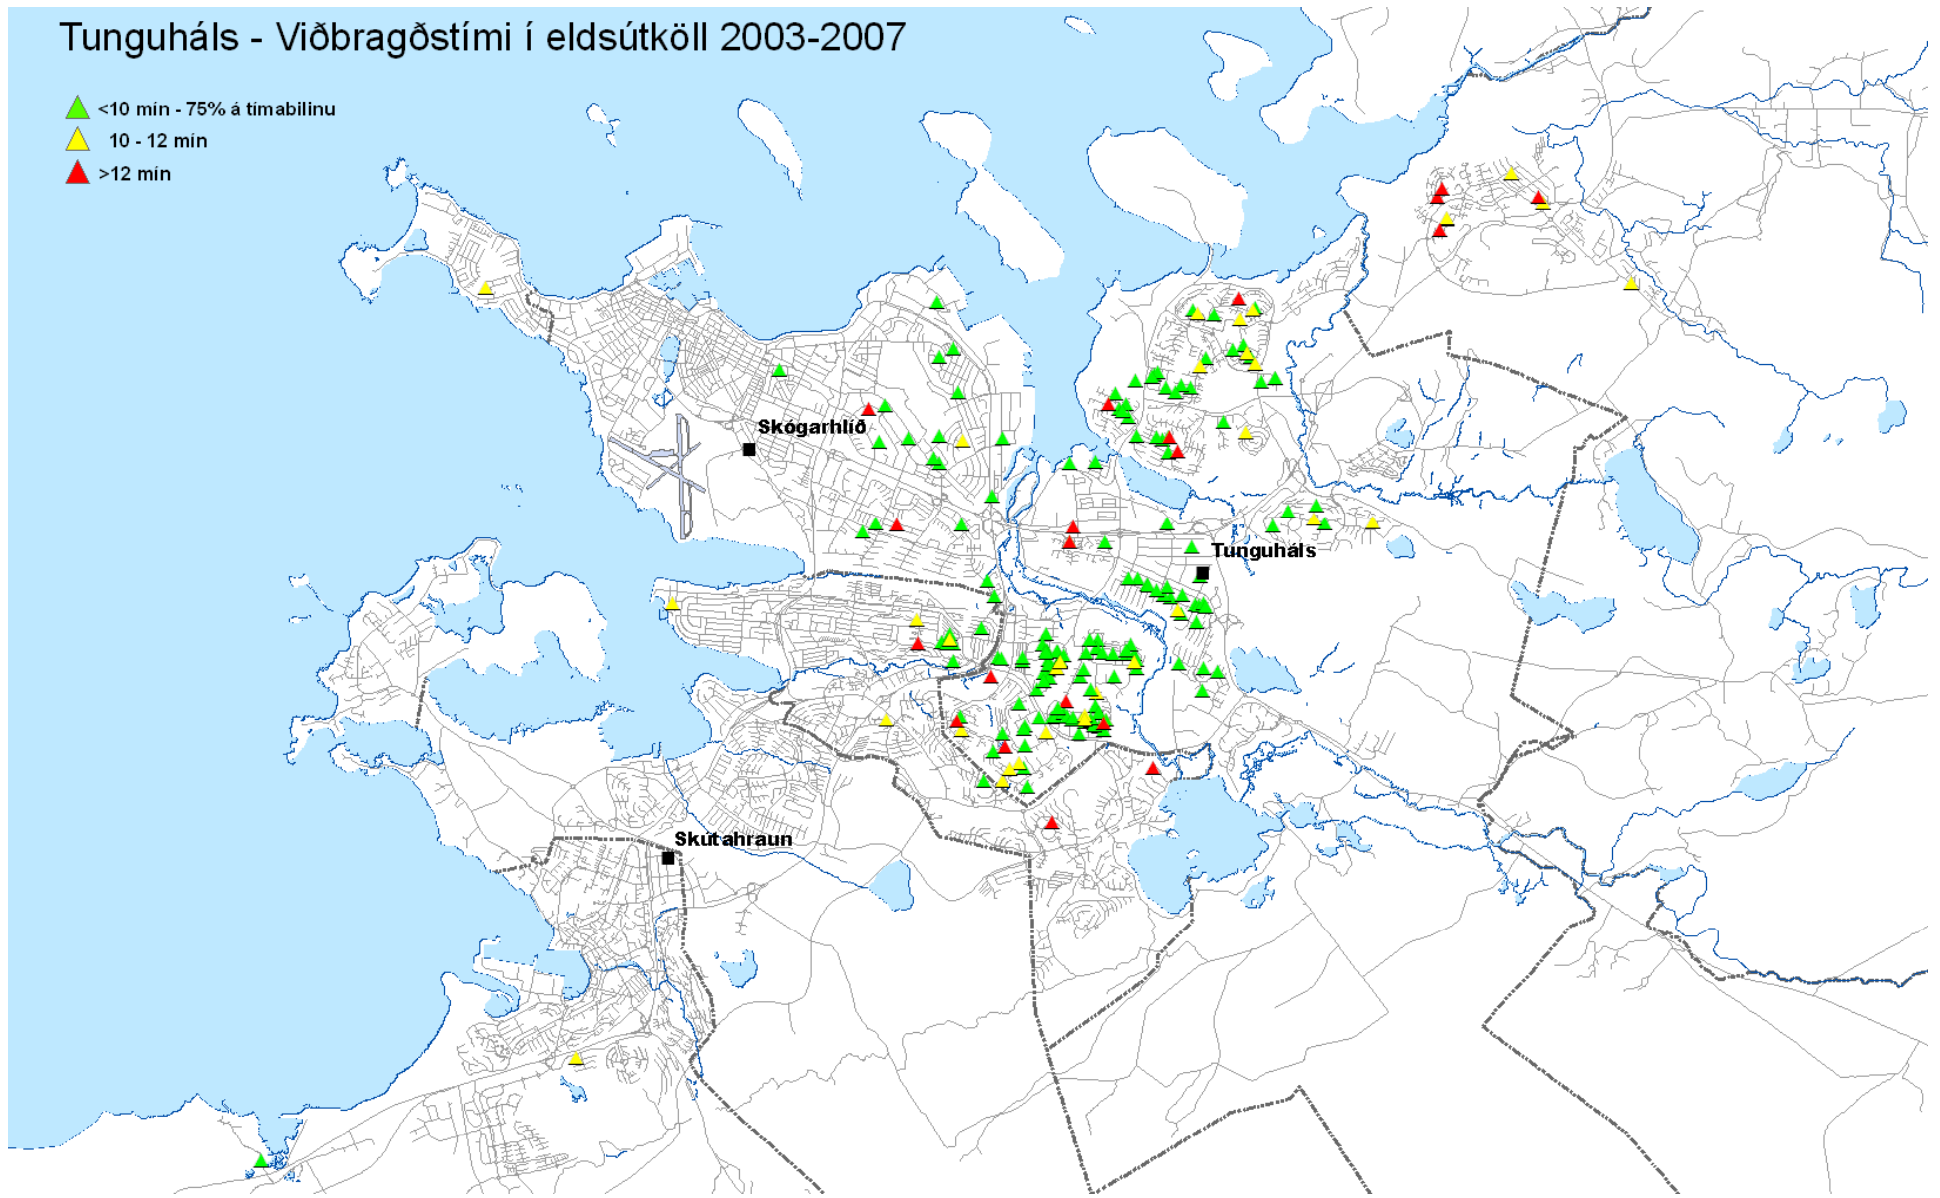 Tunguháls - Viðbragðstími í eldsútköll 2003-2007
<10 mín - 75% á tímabilinu
10 - 12 mín
>12 mín
Skógarhlíð
Tunguháls
Skútahraun